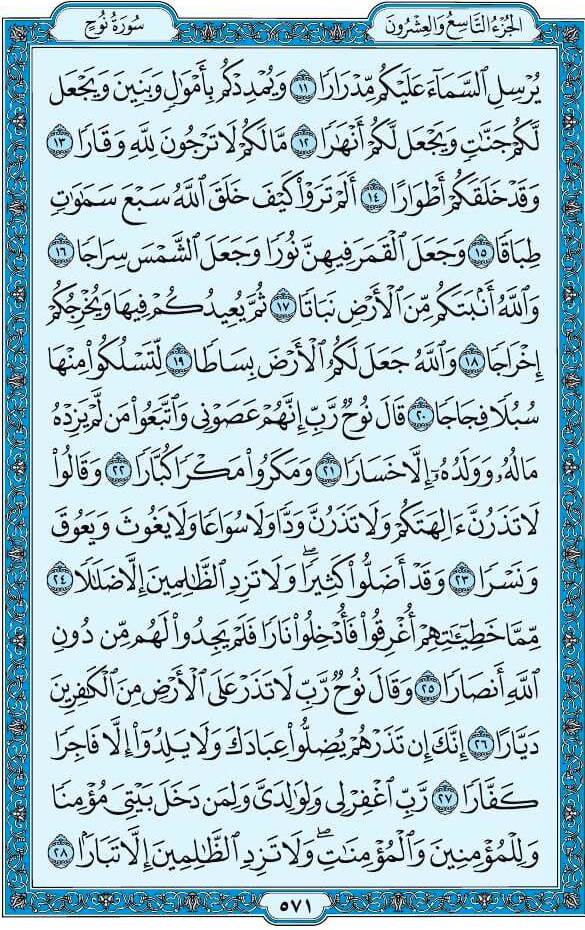 الجُزْءُ التَّاسِعُ وَالعِشْرُونَ
سُورَةُ نُوحٍ
يُرْسِلِ ٱلسَّمَآءَ عَلَيْكُم مِّدْرَارًا ١١ وَيُمْدِدْكُم بِأَمْوَٰلٍ وَبَنِينَ وَيَجْعَل
لَّكُمْ جَنَّٰتٍ وَيَجْعَل لَّكُمْ أَنْهَٰرًا ١٢ مَّا لَكُمْ لَا تَرْجُونَ لِلَّهِ وَقَارًا ١٣
وَقَدْ خَلَقَكُمْ أَطْوَارًا ١٤ أَلَمْ تَرَوْا۟ كَيْفَ خَلَقَ ٱللَّهُ سَبْعَ سَمَٰوَٰتٍ
طِبَاقًا ١٥ وَجَعَلَ ٱلْقَمَرَ فِيهِنَّ نُورًا وَجَعَلَ ٱلشَّمْسَ سِرَاجًا ١٦
وَٱللَّهُ أَنۢبَتَكُم مِّنَ ٱلْأَرْضِ نَبَاتًا ١٧ ثُمَّ يُعِيدُكُمْ فِيهَا وَيُخْرِجُكُمْ
إِخْرَاجًا ١٨ وَٱللَّهُ جَعَلَ لَكُمُ ٱلْأَرْضَ بِسَاطًا ١٩ لِّتَسْلُكُوا۟ مِنْهَا
سُبُلًا فِجَاجًا ٢٠ قَالَ نُوحٌ رَّبِّ إِنَّهُمْ عَصَوْنِى وَٱتَّبَعُوا۟ مَن لَّمْ يَزِدْهُ
مَالُهُۥ وَوَلَدُهُۥٓ إِلَّا خَسَارًا ٢١ وَمَكَرُوا۟ مَكْرًا كُبَّارًا ٢٢ وَقَالُوا۟
لَا تَذَرُنَّ ءَالِهَتَكُمْ وَلَا تَذَرُنَّ وَدًّا وَلَا سُوَاعًا وَلَا يَغُوثَ وَيَعُوقَ
وَنَسْرًا ٢٣ وَقَدْ أَضَلُّوا۟ كَثِيرًا ۖ وَلَا تَزِدِ ٱلظَّٰلِمِينَ إِلَّا ضَلَٰلًا ٢٤
مِّمَّا خَطِيٓـَٰٔتِهِمْ أُغْرِقُوا۟ فَأُدْخِلُوا۟ نَارًا فَلَمْ يَجِدُوا۟ لَهُم مِّن دُونِ
ٱللَّهِ أَنصَارًا ٢٥ وَقَالَ نُوحٌ رَّبِّ لَا تَذَرْ عَلَى ٱلْأَرْضِ مِنَ ٱلْكَٰفِرِينَ
دَيَّارًا ٢٦ إِنَّكَ إِن تَذَرْهُمْ يُضِلُّوا۟ عِبَادَكَ وَلَا يَلِدُوٓا۟ إِلَّا فَاجِرًا
كَفَّارًا ٢٧ رَّبِّ ٱغْفِرْ لِى وَلِوَٰلِدَىَّ وَلِمَن دَخَلَ بَيْتِىَ مُؤْمِنًا
وَلِلْمُؤْمِنِينَ وَٱلْمُؤْمِنَٰتِ ۖ وَلَا تَزِدِ ٱلظَّٰلِمِينَ إِلَّا تَبَارًۢا ٢٨
٥٧١